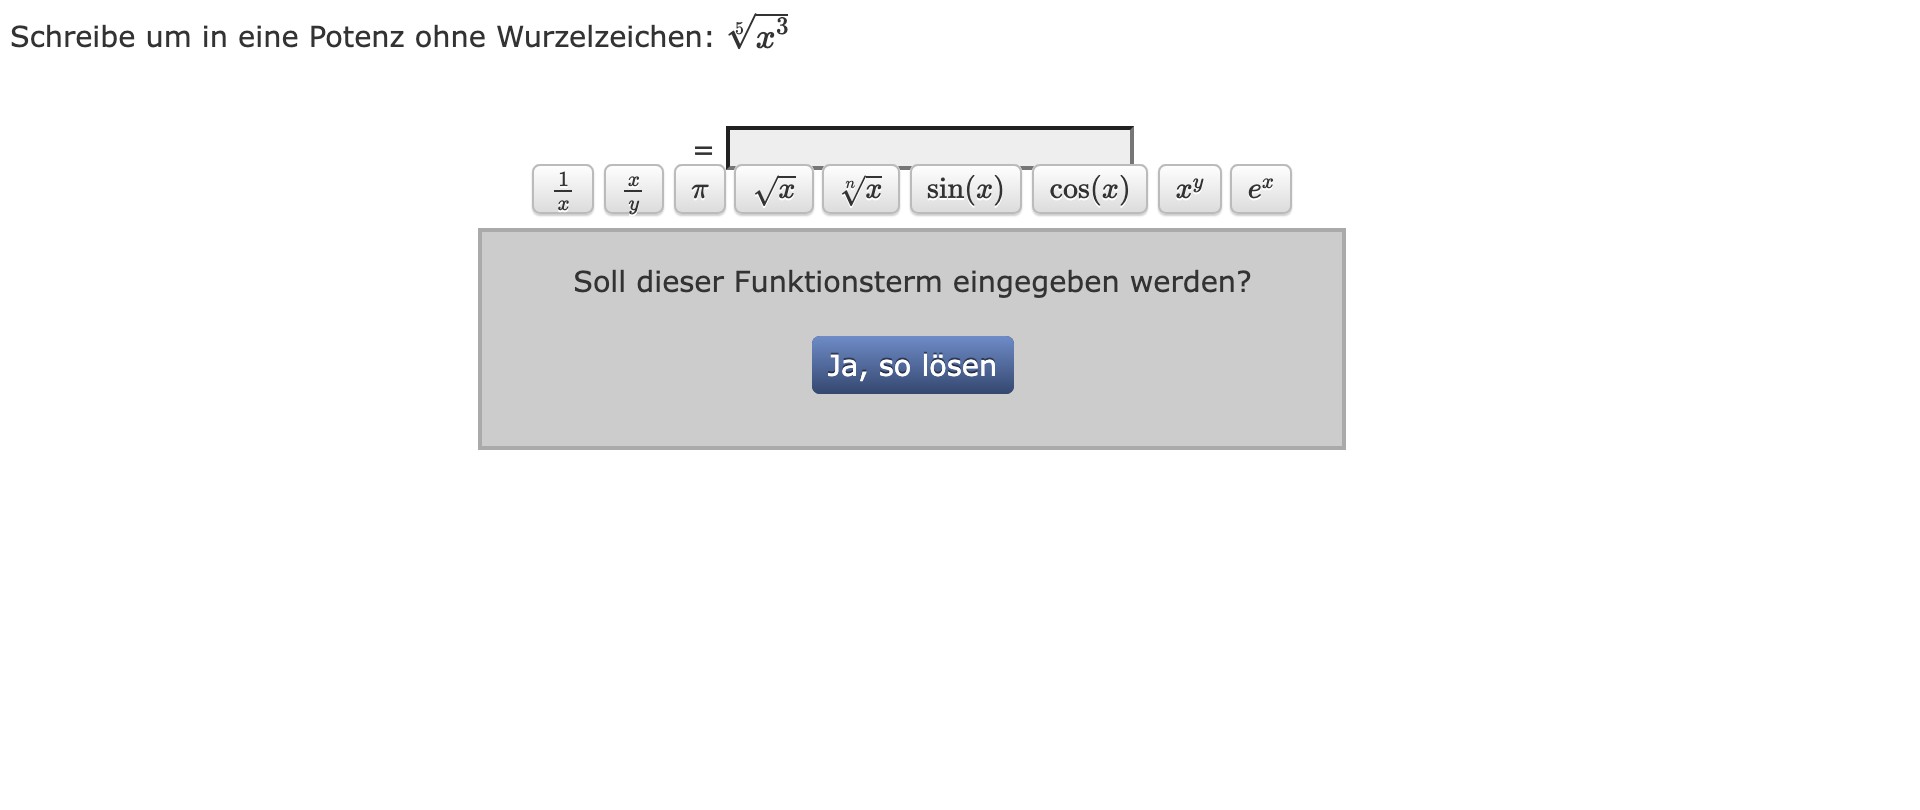 Schreibe um in eine Potenz ohne Wurzelzeichen: $\sqrt[5]{x^3}$
=
$\frac{1}{x}$ $\frac{x}{y}$ $\pi$ $\sqrt{x}$ $\sqrt[n]{x}$ $\sin(x)$ $\cos(x)$ $x^y$ $e^x$
Soll dieser Funktionsterm eingegeben werden?
Ja, so lösen